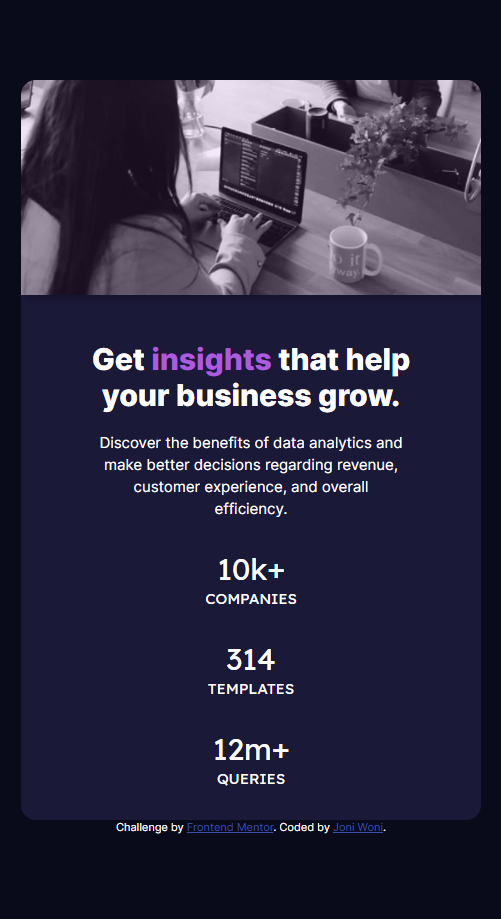 o it
way.
Get insights that help
your business grow.
Discover the benefits of data analytics and
make better decisions regarding revenue,
customer experience, and overall
efficiency.
10k+
COMPANIES
314
TEMPLATES
12m+
QUERIES
Challenge by Frontend Mentor. Coded by Joni Woni.